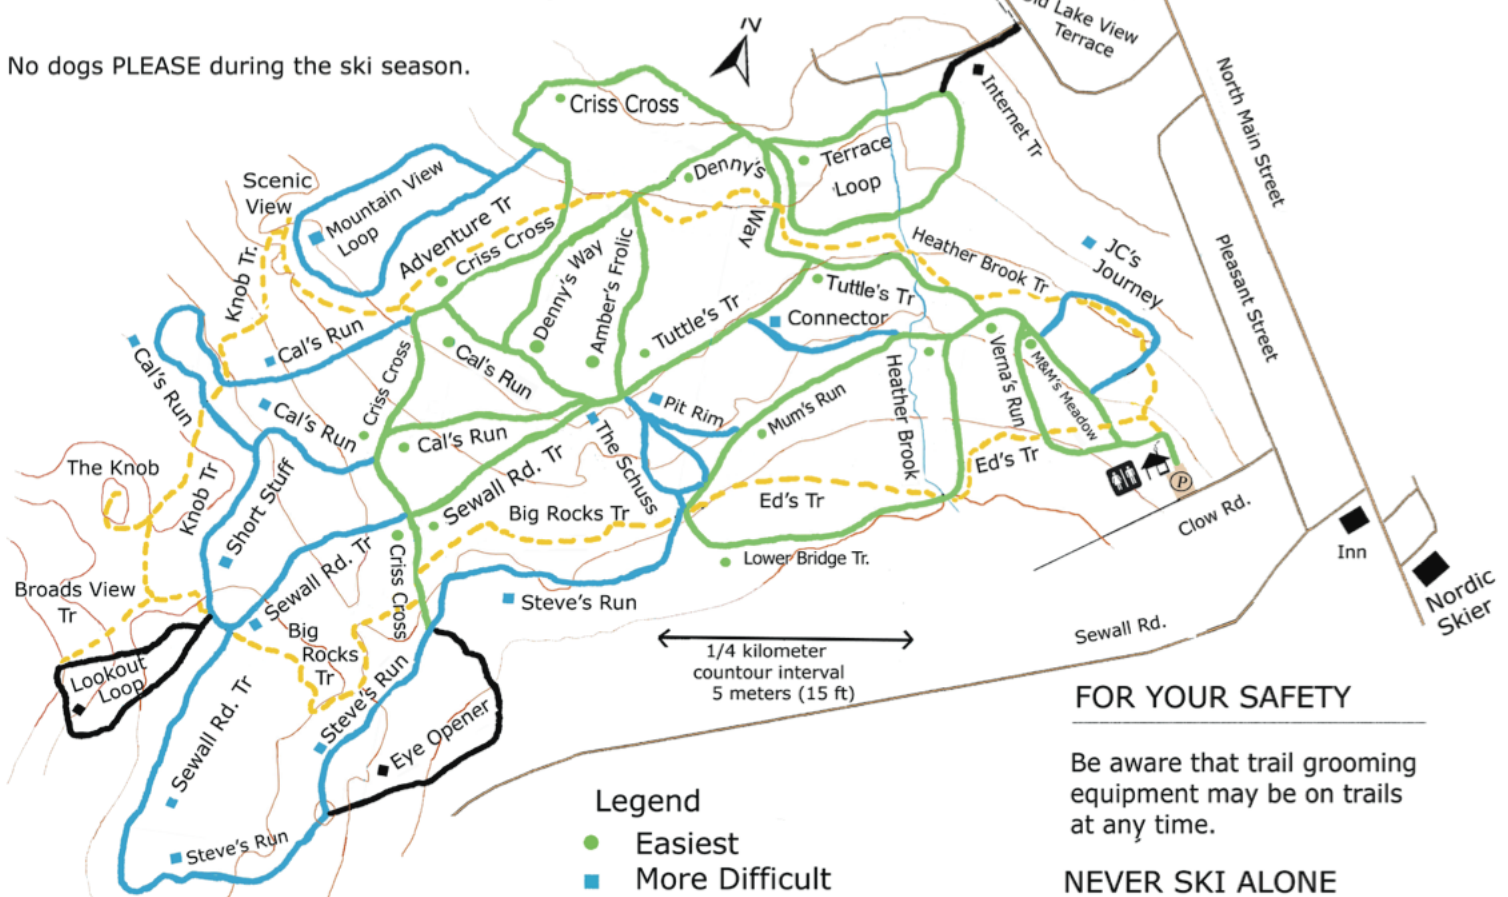 No dogs PLEASE during the ski season.
N
Old Lake View
Terrace
North Main Street
Internet Tr
Criss Cross
Terrace
Loop
Denny's
Way
Scenic
View
Mountain View
Loop
Adventure Tr
Criss Cross
Knob Tr.
Heather Brook Tr
JC's
Journey
Pleasant Street
Denny's Way
Amber's Frolic
Tuttle's Tr
Tuttle's Tr
Connector
Cal's Run
Cal's Run
Criss Cross
Cal's Run
Verna's Run
M&M's Meadow
Heather Brook
Mum's Run
Pit Rim
Cal's Run
Cal's Run
The Schuss
Sewall Rd. Tr
Ed's Tr
The Knob
Knob Tr
Short Stuff
Big Rocks Tr
Ed's Tr
P
Clow Rd.
Inn
Nordic
Skier
Lower Bridge Tr.
Sewall Rd. Tr
Criss Cross
Broads View
Tr
Steve's Run
Big
Rocks
Tr
Sewall Rd.
1/4 kilometer
countour interval
5 meters (15 ft)
Lookout
Loop
Steve's Run
Sewall Rd. Tr
Eye Opener
Steve's Run
FOR YOUR SAFETY
Be aware that trail grooming
equipment may be on trails
at any time.
NEVER SKI ALONE
Legend
Easiest
More Difficult